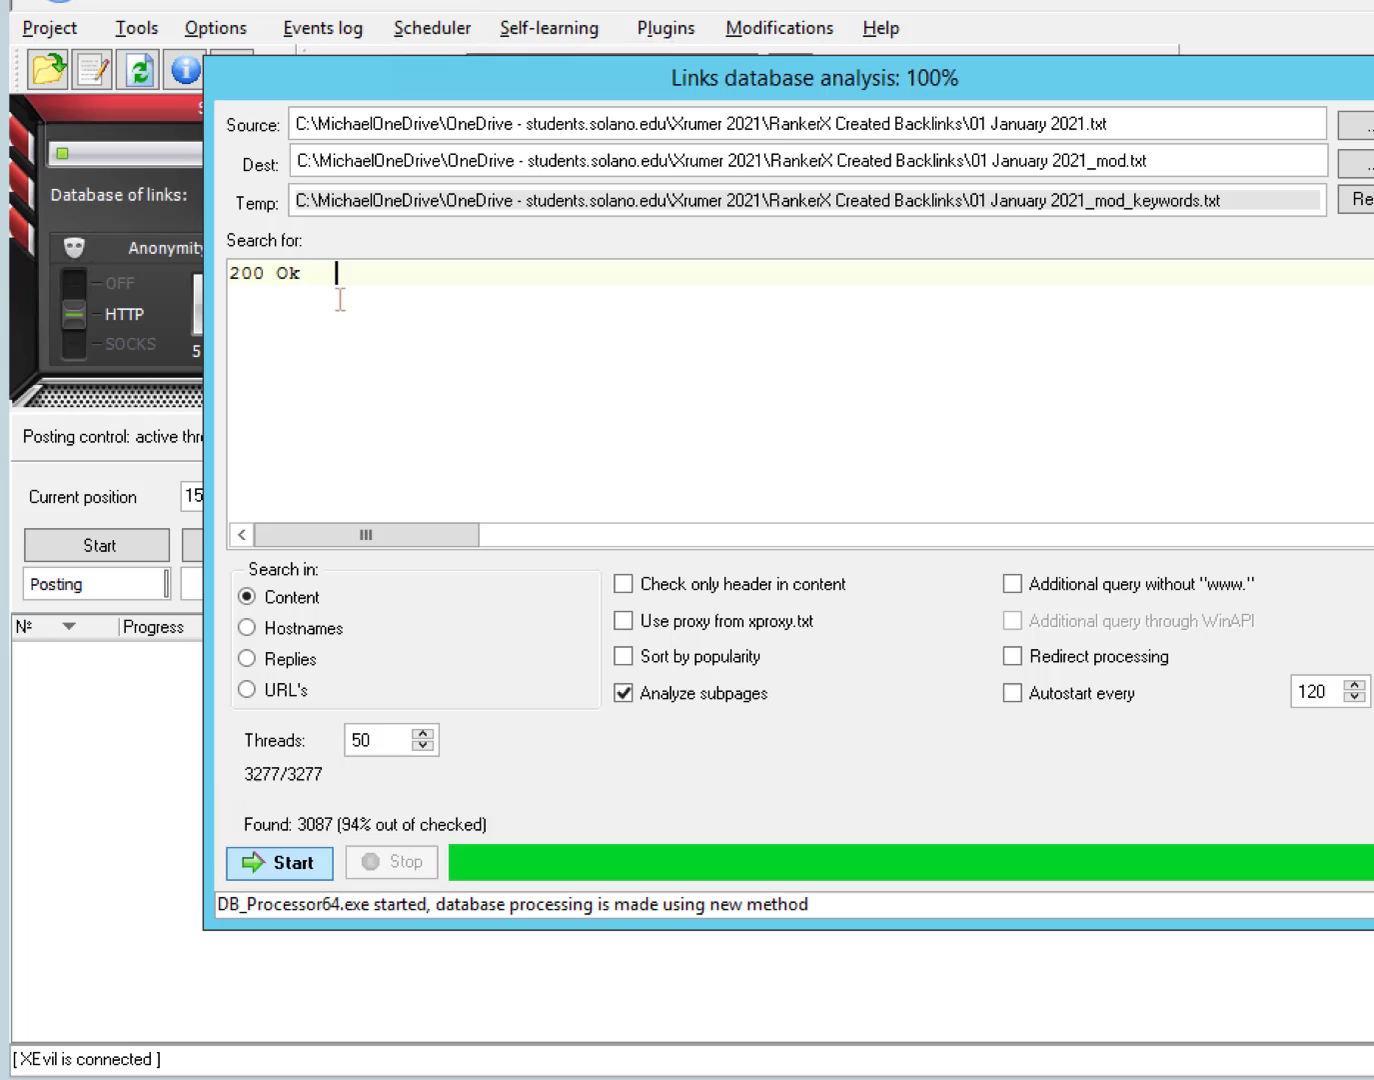 Project Tools Options Events log Scheduler Self-learning Plugins Modifications Help
Links database analysis: 100%
Source: C:\MichaelOneDrive\OneDrive - students.solano.edu\Xrumer 2021\RankerX Created Backlinks\01 January 2021.txt
Dest: C:\MichaelOneDrive\OneDrive - students.solano.edu\Xrumer 2021\RankerX Created Backlinks\01 January 2021_mod.txt
Temp: C:\MichaelOneDrive\OneDrive - students.solano.edu\Xrumer 2021\RankerX Created Backlinks\01 January 2021_mod_keywords.txt
Re
Database of links:
Search for:
Anonymity
200 Ok
OFF
HTTP
SOCKS
5
Posting control: active thr
Current position 15
Start
Posting
Nº Progress
Search in:
Content
Hostnames
Replies
URL's
Check only header in content
Use proxy from xproxy.txt
Sort by popularity
Analyze subpages
Additional query without "www."
Additional query through WinAPI
Redirect processing
Autostart every 120
Threads: 50
3277/3277
Found: 3087 (94% out of checked)
Start Stop
DB_Processor64.exe started, database processing is made using new method
[ XEvil is connected ]